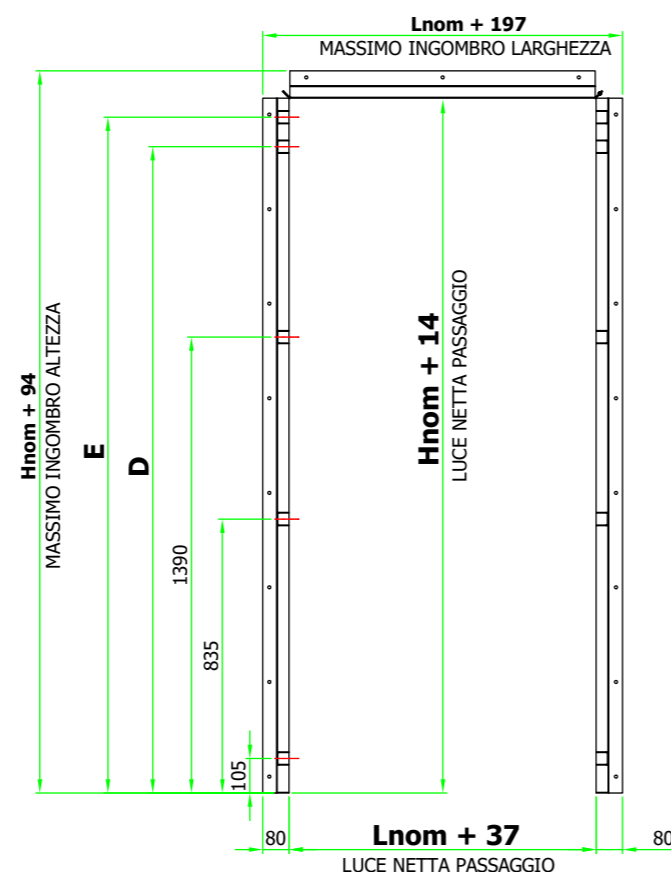 Lnom + 197
MASSIMO INGOMBRO LARGHEZZA
Hnom + 94
MASSIMO INGOMBRO ALTEZZA
E
D
1390
835
105
Hnom + 14
LUCE NETTA PASSAGGIO
80
Lnom + 37
80
LUCE NETTA PASSAGGIO